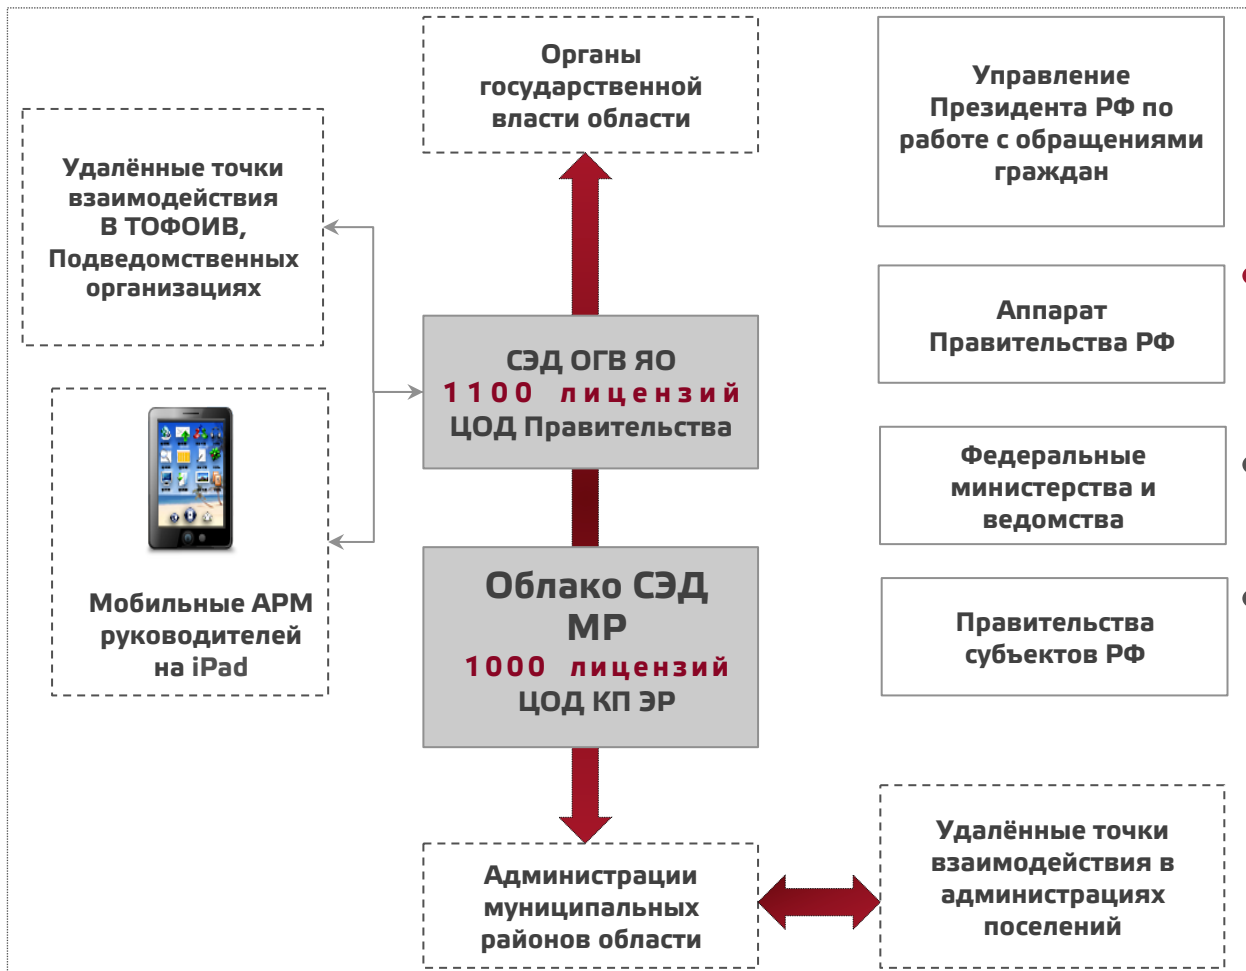 Органы
государственной
власти области
Управление
Президента РФ по
работе с обращениями
граждан
Удалённые точки
взаимодействия
В ТОФОИВ,
Подведомственных
организациях
Аппарат
Правительства РФ
СЭД ОГВ ЯО
1100 лицензий
ЦОД Правительства
Федеральные
министерства и
ведомства
Мобильные АРМ
руководителей
на iPad
Облако СЭД
МР
1000 лицензий
ЦОД КП ЭР
Правительства
субъектов РФ
Администрации
муниципальных
районов области
Удалённые точки
взаимодействия в
администрациях
поселений